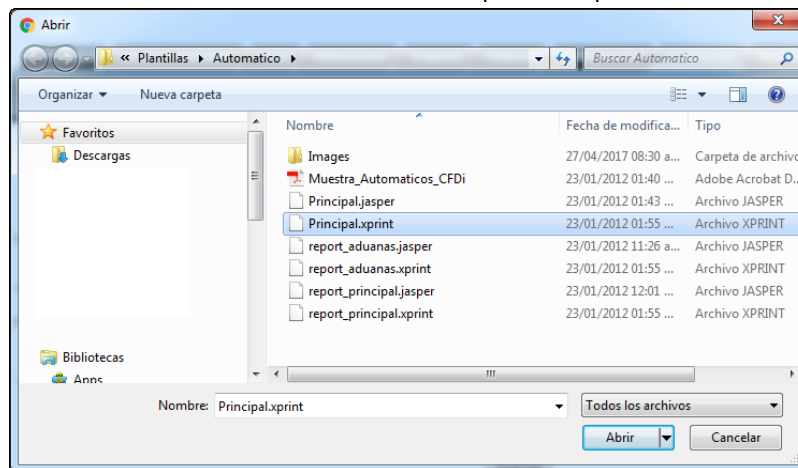 Abrir
« Plantillas ▸ Automatico ▸
Buscar Automatico
Organizar
Nueva carpeta
Nombre
Fecha de modifica...
Tipo
Favoritos
Descargas
Bibliotecas
Apps
Images 27/04/2017 08:30 a... Carpeta de archivo
Muestra_Automaticos_CFDi 23/01/2012 01:40 ... Adobe Acrobat D..
Principal.jasper 23/01/2012 01:43 ... Archivo JASPER
Principal.xprint 23/01/2012 01:55 ... Archivo XPRINT
report_aduanas.jasper 23/01/2012 11:26 a... Archivo JASPER
report_aduanas.xprint 23/01/2012 01:55 ... Archivo XPRINT
report_principal.jasper 23/01/2012 12:01 ... Archivo JASPER
report_principal.xprint 23/01/2012 01:55 ... Archivo XPRINT
Nombre: Principal.xprint
Todos los archivos
Abrir
Cancelar